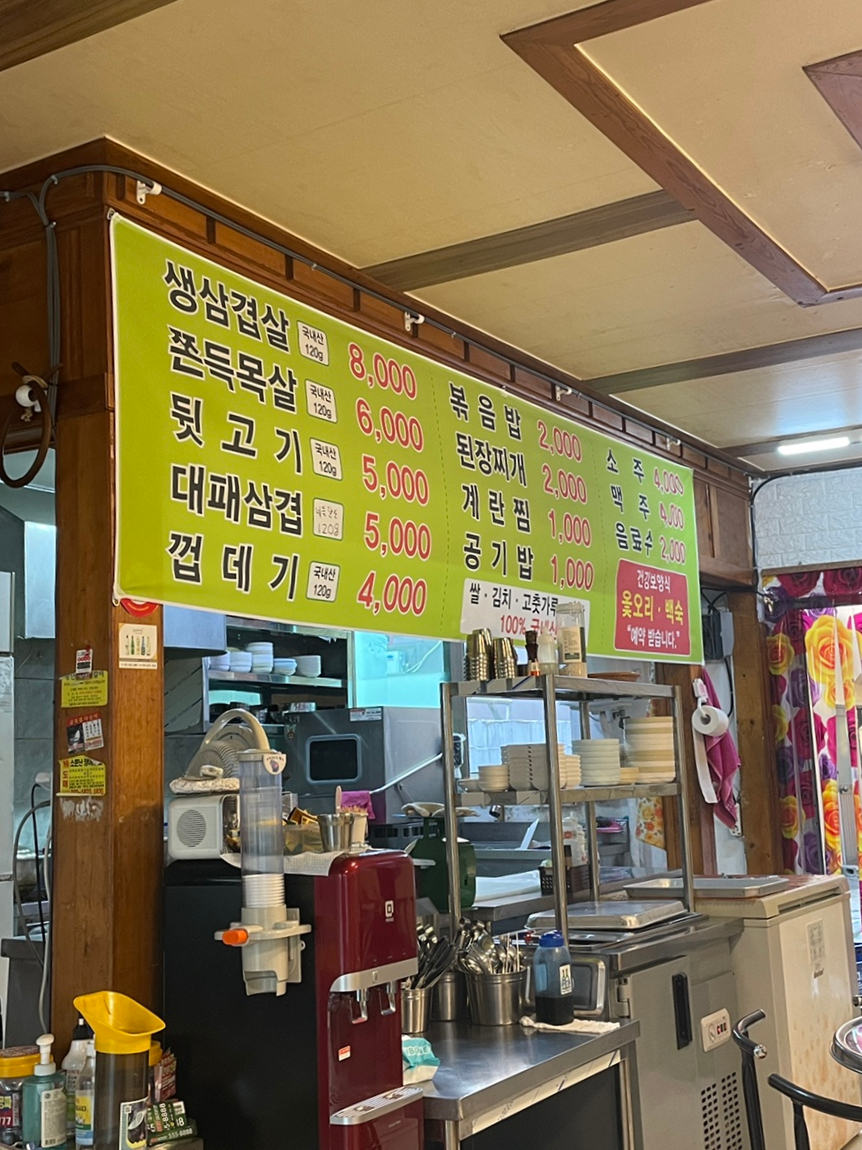 생삼겹살 국내산 120g 8,000
쫀득목살 국내산 120g 6,000
뒷고기 국내산 120g 5,000
대패삼겹 120g 5,000
껍데기 국내산 120g 4,000
볶음밥 2,000
된장찌개 2,000
계란찜 1,000
공기밥 1,000
쌀·김치·고춧가루
100% 국내산
소주 4,000
맥주 4,000
음료수 2,000
건강보양식
옻오리·백숙
"예약 받습니다."